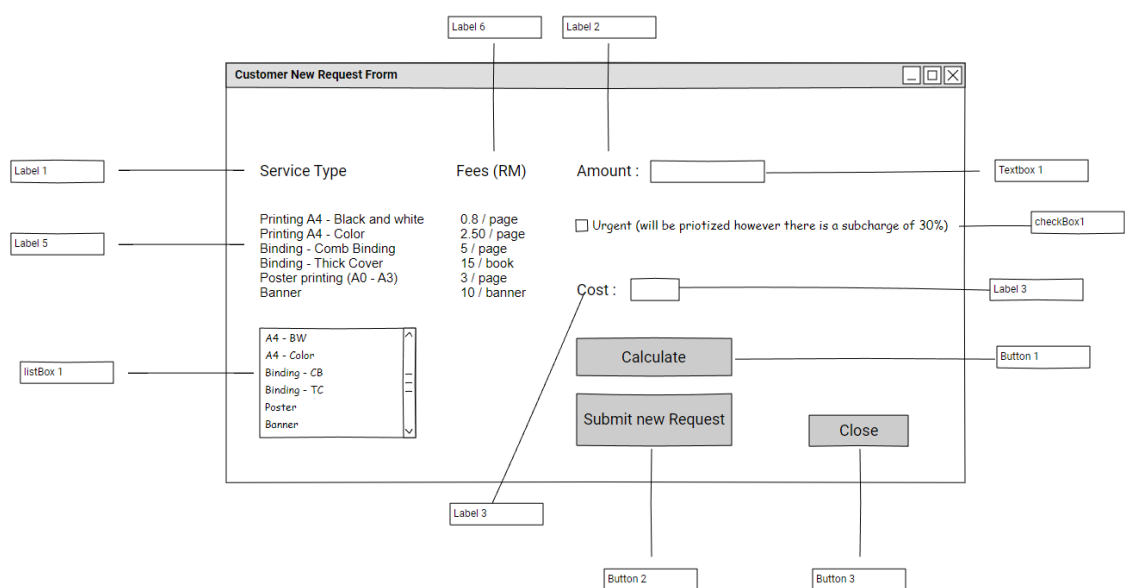 Label 6
Label 2
Customer New Request Frorm
Label 1
Service Type
Fees (RM)
Amount :
Textbox 1
Printing A4 - Black and white 0.8 / page
Printing A4 - Color 2.50 / page
Binding - Comb Binding 5 / page
Binding - Thick Cover 15 / book
Poster printing (A0 - A3) 3 / page
Banner 10 / banner
Label 5
Urgent (will be priotized however there is a subcharge of 30%)
checkBox1
Cost :
Label 3
listBox 1
A4 - BW
A4 - Color
Binding - CB
Binding - TC
Poster
Banner
Calculate
Button 1
Submit new Request
Close
Label 3
Button 2
Button 3